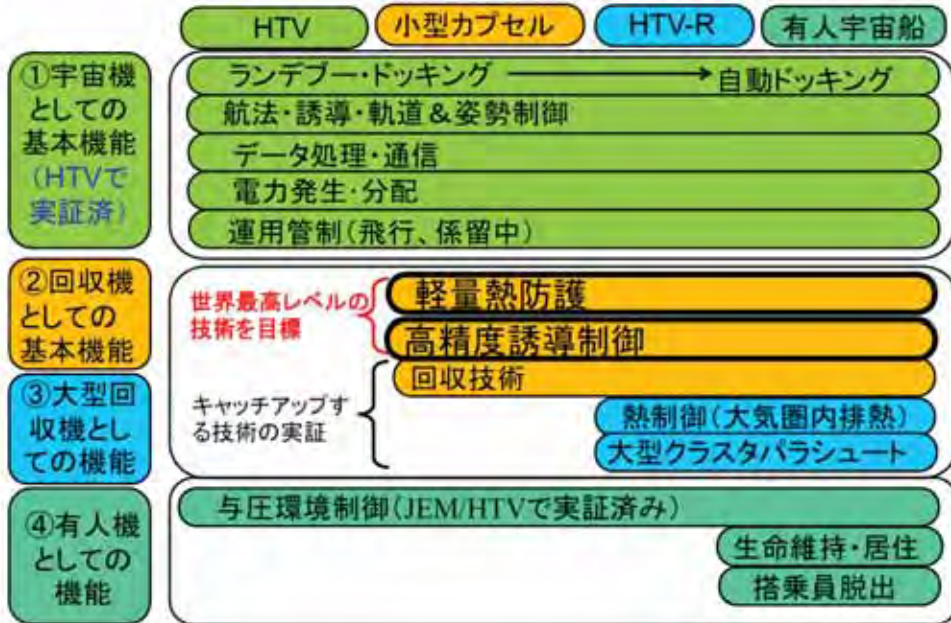 HTV
小型カプセル
HTV-R
有人宇宙船
①宇宙機
としての
基本機能
(HTVで
実証済)
ランデブー・ドッキング
自動ドッキング
航法・誘導・軌道＆姿勢制御
データ処理・通信
電力発生・分配
運用管制(飛行、係留中)
②回収機
としての
基本機能
世界最高レベルの
技術を目標
軽量熱防護
高精度誘導制御
回収技術
③大型回
収機とし
ての機能
キャッチアップす
る技術の実証
熱制御(大気圏内排熱)
大型クラスタパラシュート
④有人機
としての
機能
与圧環境制御(JEM/HTVで実証済み)
生命維持・居住
搭乗員脱出